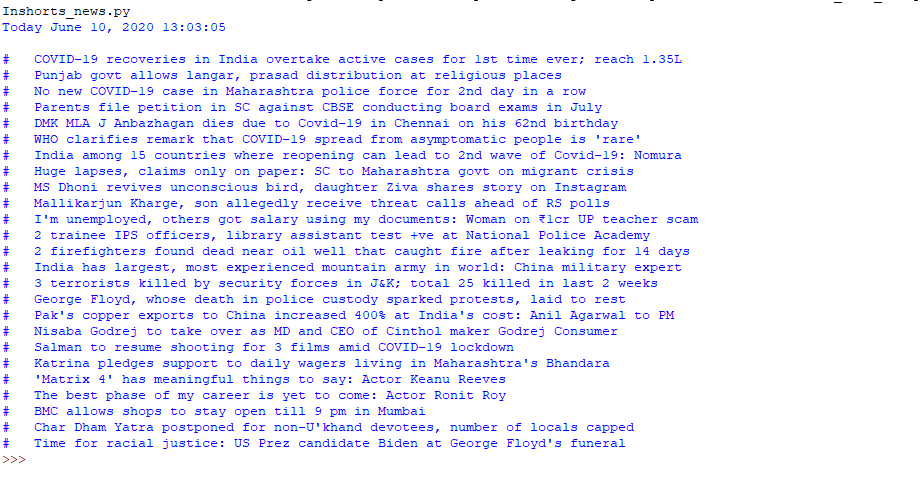 Inshorts_news.py
Today June 10, 2020 13:03:05
# COVID-19 recoveries in India overtake active cases for 1st time ever; reach 1.35L
# Punjab govt allows langar, prasad distribution at religious places
# No new COVID-19 case in Maharashtra police force for 2nd day in a row
# Parents file petition in SC against CBSE conducting board exams in July
# DMK MLA J Anbazhagan dies due to Covid-19 in Chennai on his 62nd birthday
# WHO clarifies remark that COVID-19 spread from asymptomatic people is 'rare'
# India among 15 countries where reopening can lead to 2nd wave of Covid-19: Nomura
# Huge lapses, claims only on paper: SC to Maharashtra govt on migrant crisis
# MS Dhoni revives unconscious bird, daughter Ziva shares story on Instagram
# Mallikarjun Kharge, son allegedly receive threat calls ahead of RS polls
# I'm unemployed, others got salary using my documents: Woman on ₹1cr UP teacher scam
# 2 trainee IPS officers, library assistant test +ve at National Police Academy
# 2 firefighters found dead near oil well that caught fire after leaking for 14 days
# India has largest, most experienced mountain army in world: China military expert
# 3 terrorists killed by security forces in J&K; total 25 killed in last 2 weeks
# George Floyd, whose death in police custody sparked protests, laid to rest
# Pak's copper exports to China increased 400% at India's cost: Anil Agarwal to PM
# Nisaba Godrej to take over as MD and CEO of Cinthol maker Godrej Consumer
# Salman to resume shooting for 3 films amid COVID-19 lockdown
# Katrina pledges support to daily wagers living in Maharashtra's Bhandara
# 'Matrix 4' has meaningful things to say: Actor Keanu Reeves
# The best phase of my career is yet to come: Actor Ronit Roy
# BMC allows shops to stay open till 9 pm in Mumbai
# Char Dham Yatra postponed for non-U'khand devotees, number of locals capped
# Time for racial justice: US Prez candidate Biden at George Floyd's funeral
>>>